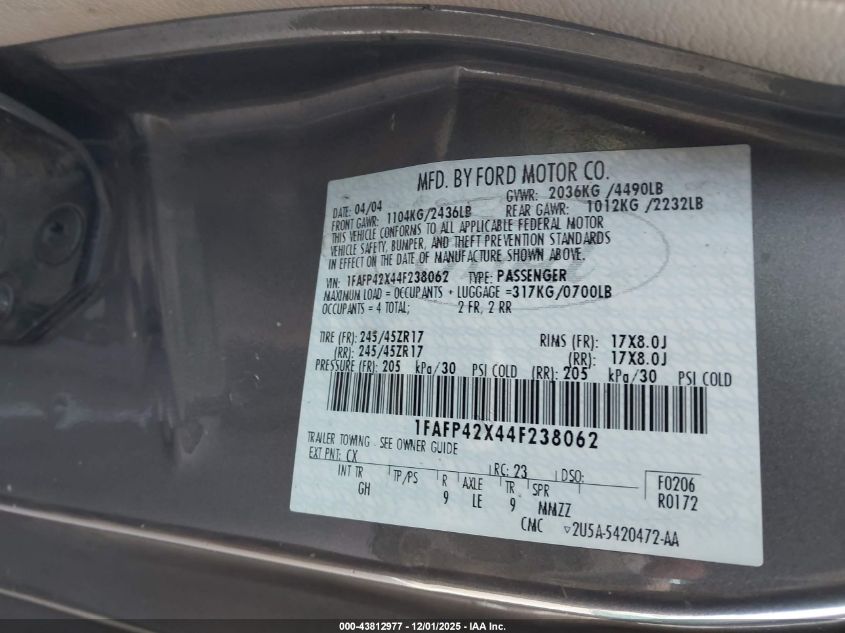 MFD. BY FORD MOTOR CO.
DATE: 04/04 GVWR: 2036KG /4490LB
FRONT GAWR: 1104KG/2436LB REAR GAWR: 1012KG /2232LB
THIS VEHICLE CONFORMS TO ALL APPLICABLE FEDERAL MOTOR
VEHICLE SAFETY, BUMPER, AND THEFT PREVENTION STANDARDS
IN EFFECT ON THE DATE OF MANUFACTURE SHOWN ABOVE.
VIN: 1FAFP42X44F238062 TYPE: PASSENGER
MAXIMUM LOAD = OCCUPANTS + LUGGAGE =317KG/0700LB
OCCUPANTS = 4 TOTAL; 2 FR, 2 RR
TIRE (FR): 245/45ZR17 RIMS (FR): 17X8.0J
(RR): 245/45ZR17 (RR): 17X8.0J
PRESSURE (FR): 205 kPa/30 PSI COLD (RR): 205 kPa/30 PSI COLD
1FAFP42X44F238062
TRAILER TOWING - SEE OWNER GUIDE
EXT PNT: CX RC: 23 DSO: F0206
INT TR TP/PS R AXLE TR SPR R0172
GH 9 LE 9 MMZZ
CMC ▽2U5A-5420472-AA
000-43812977 - 12/01/2025 - IAA Inc.